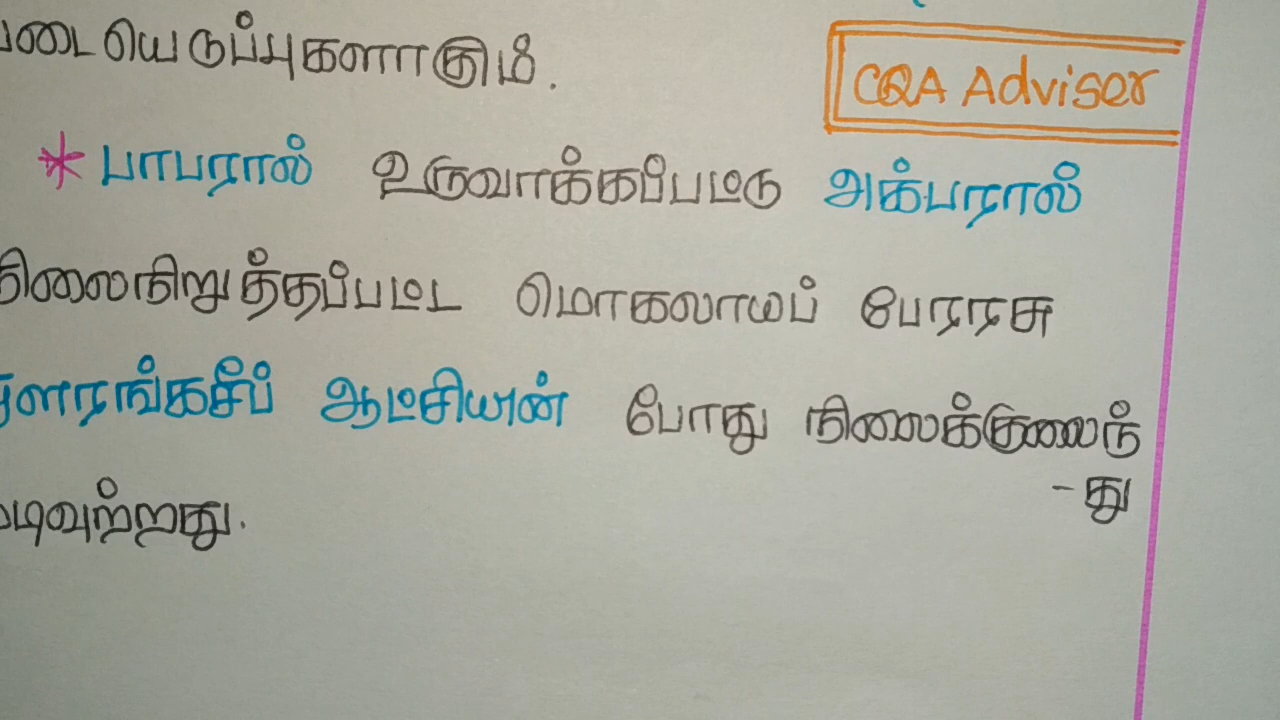 படையெடுப்புகளாகும்.
CQA Adviser
* பாபரால் உருவாக்கப்பட்டு அக்பரால்
நிலைநிறுத்தப்பட்ட மொகலாயப் பேரரசு
ஔரங்கசீப் ஆட்சியின் போது நிலைக்குலைந்
-து
முடிவுற்றது.